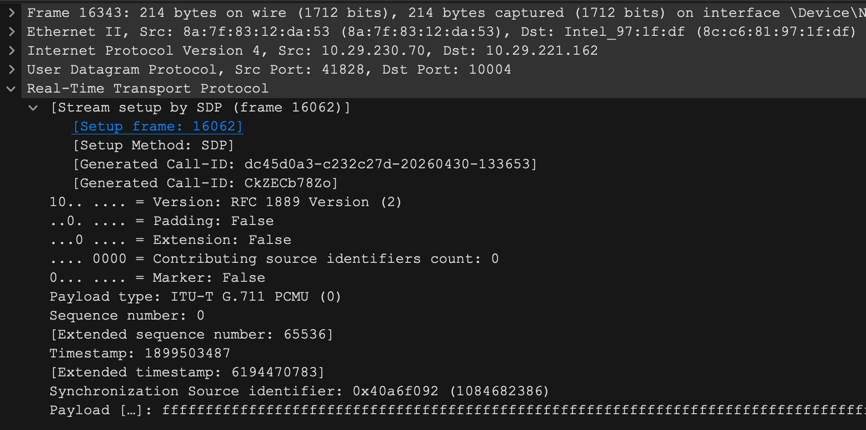 Frame 16343: 214 bytes on wire (1712 bits), 214 bytes captured (1712 bits) on interface \Device\N
Ethernet II, Src: 8a:7f:83:12:da:53 (8a:7f:83:12:da:53), Dst: Intel_97:1f:df (8c:c6:81:97:1f:df)
Internet Protocol Version 4, Src: 10.29.230.70, Dst: 10.29.221.162
User Datagram Protocol, Src Port: 41828, Dst Port: 10004
Real-Time Transport Protocol
[Stream setup by SDP (frame 16062)]
[Setup frame: 16062]
[Setup Method: SDP]
[Generated Call-ID: dc45d0a3-c232c27d-20260430-133653]
[Generated Call-ID: CkZECb78Zo]
10.. .... = Version: RFC 1889 Version (2)
..0. .... = Padding: False
...0 .... = Extension: False
.... 0000 = Contributing source identifiers count: 0
0... .... = Marker: False
Payload type: ITU-T G.711 PCMU (0)
Sequence number: 0
[Extended sequence number: 65536]
Timestamp: 1899503487
[Extended timestamp: 6194470783]
Synchronization Source identifier: 0x40a6f092 (1084682386)
Payload […]: ffffffffffffffffffffffffffffffffffffffffffffffffffffffffffffffffffffffffffffffffff